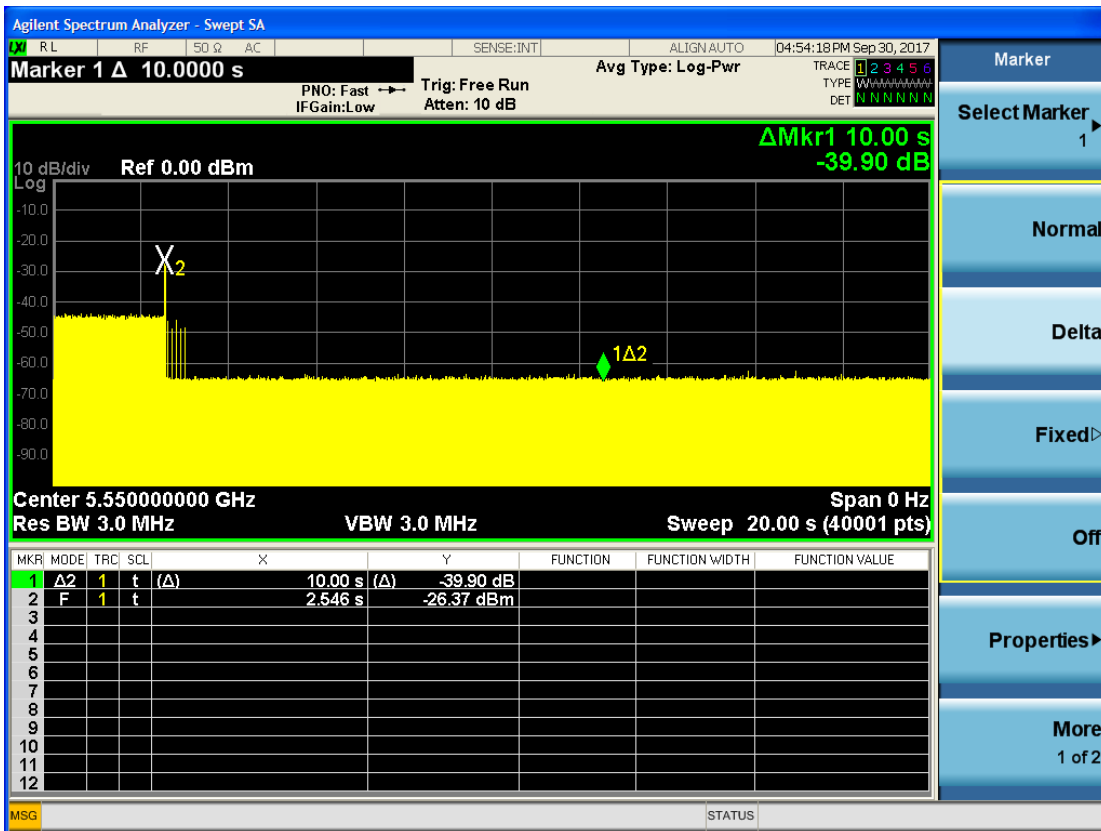 Agilent Spectrum Analyzer - Swept SA
LXI RL RF 50 Ω AC SENSE:INT ALIGN AUTO 04:54:18 PM Sep 30, 2017
Marker 1 Δ 10.0000 s
PNO: Fast
IFGain:Low
Trig: Free Run
Atten: 10 dB
Avg Type: Log-Pwr
TRACE 1 2 3 4 5 6
TYPE WWWWWW
DET N N N N N N
ΔMkr1 10.00 s
-39.90 dB
10 dB/div Ref 0.00 dBm
Log
-10.0
-20.0
-30.0
-40.0
-50.0
-60.0
-70.0
-80.0
-90.0
X2
1Δ2
Center 5.550000000 GHz Span 0 Hz
Res BW 3.0 MHz VBW 3.0 MHz Sweep 20.00 s (40001 pts)
MKR MODE TRC SCL X Y FUNCTION FUNCTION WIDTH FUNCTION VALUE
1 Δ2 1 t (Δ) 10.00 s (Δ) -39.90 dB
2 F 1 t 2.546 s -26.37 dBm
3
4
5
6
7
8
9
10
11
12
MSG STATUS
Marker
Select Marker
1
Normal
Delta
Fixed
Off
Properties
More
1 of 2